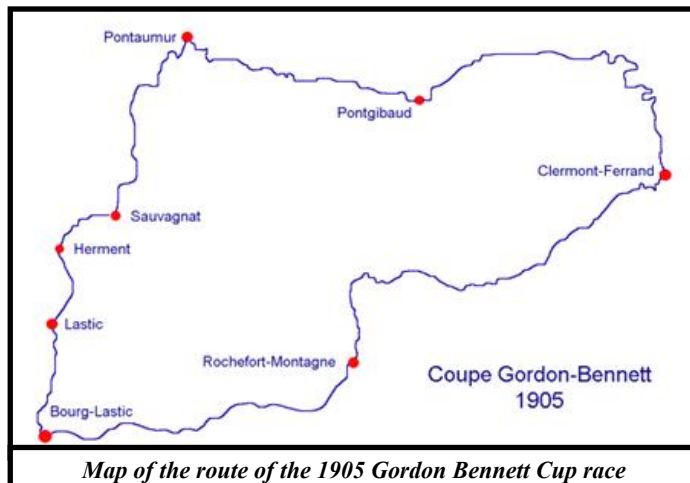 Pontaumur
Pontgibaud
Clermont-Ferrand
Sauvagnat
Herment
Lastic
Rochefort-Montagne
Coupe Gordon-Bennett
1905
Bourg-Lastic
Map of the route of the 1905 Gordon Bennett Cup race